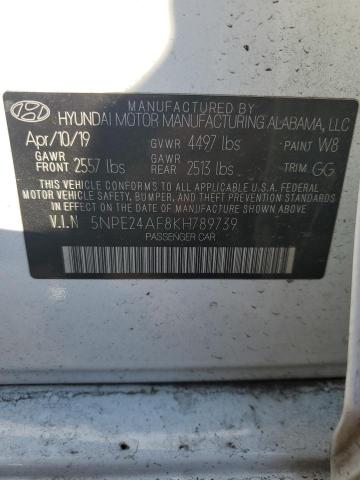 MANUFACTURED BY
HYUNDAI MOTOR MANUFACTURING ALABAMA, LLC
Apr/10/19 GVWR 4497 lbs PAINT W8
GAWR FRONT 2557 lbs GAWR REAR 2513 lbs TRIM GG
THIS VEHICLE CONFORMS TO ALL APPLICABLE U.S. FEDERAL
MOTOR VEHICLE SAFETY, BUMPER, AND THEFT PREVENTION
STANDARDS IN EFFECT ON THE DATE OF MANUFACTURE SHOWN ABOVE.
V.I.N 5NPE24AF8KH789739
PASSENGER CAR